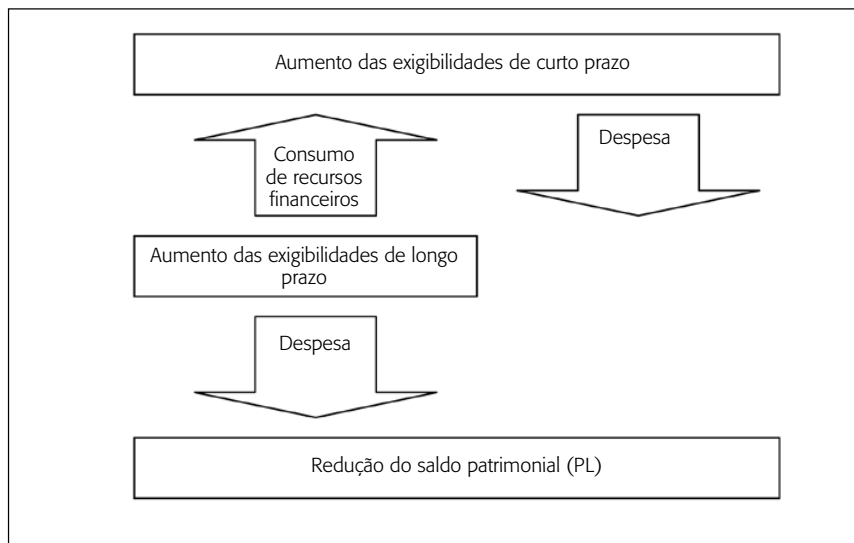 Aumento das exigibilidades de curto prazo
Consumo
de recursos
financeiros
Despesa
Aumento das exigibilidades de longo
prazo
Despesa
Redução do saldo patrimonial (PL)